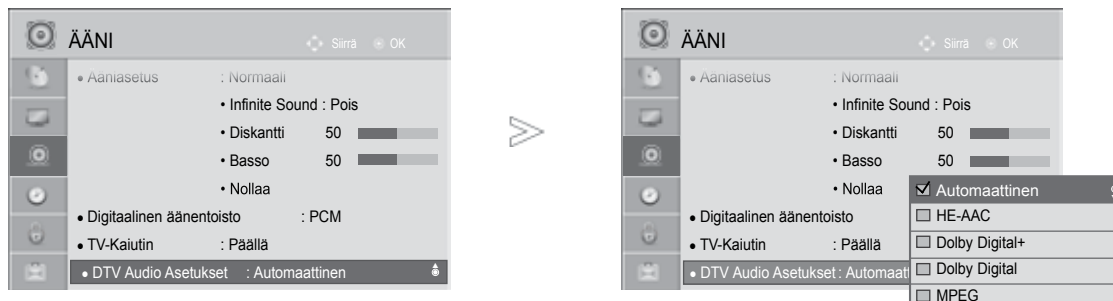 ÄÄNI Siirrä OK
• Ääniasetus : Normaali
• Infinite Sound : Pois
• Diskantti 50
• Basso 50
• Nollaa
• Digitaalinen äänentoisto : PCM
• TV-Kaiutin : Päällä
• DTV Audio Asetukset : Automaattinen
ÄÄNI Siirrä OK
• Ääniasetus : Normaali
• Infinite Sound : Pois
• Diskantti 50
• Basso 50
• Nollaa
• Digitaalinen äänen
• TV-Kaiutin : Päällä
• DTV Audio Asetukset : Automaat
Automaattinen
HE-AAC
Dolby Digital+
Dolby Digital
MPEG